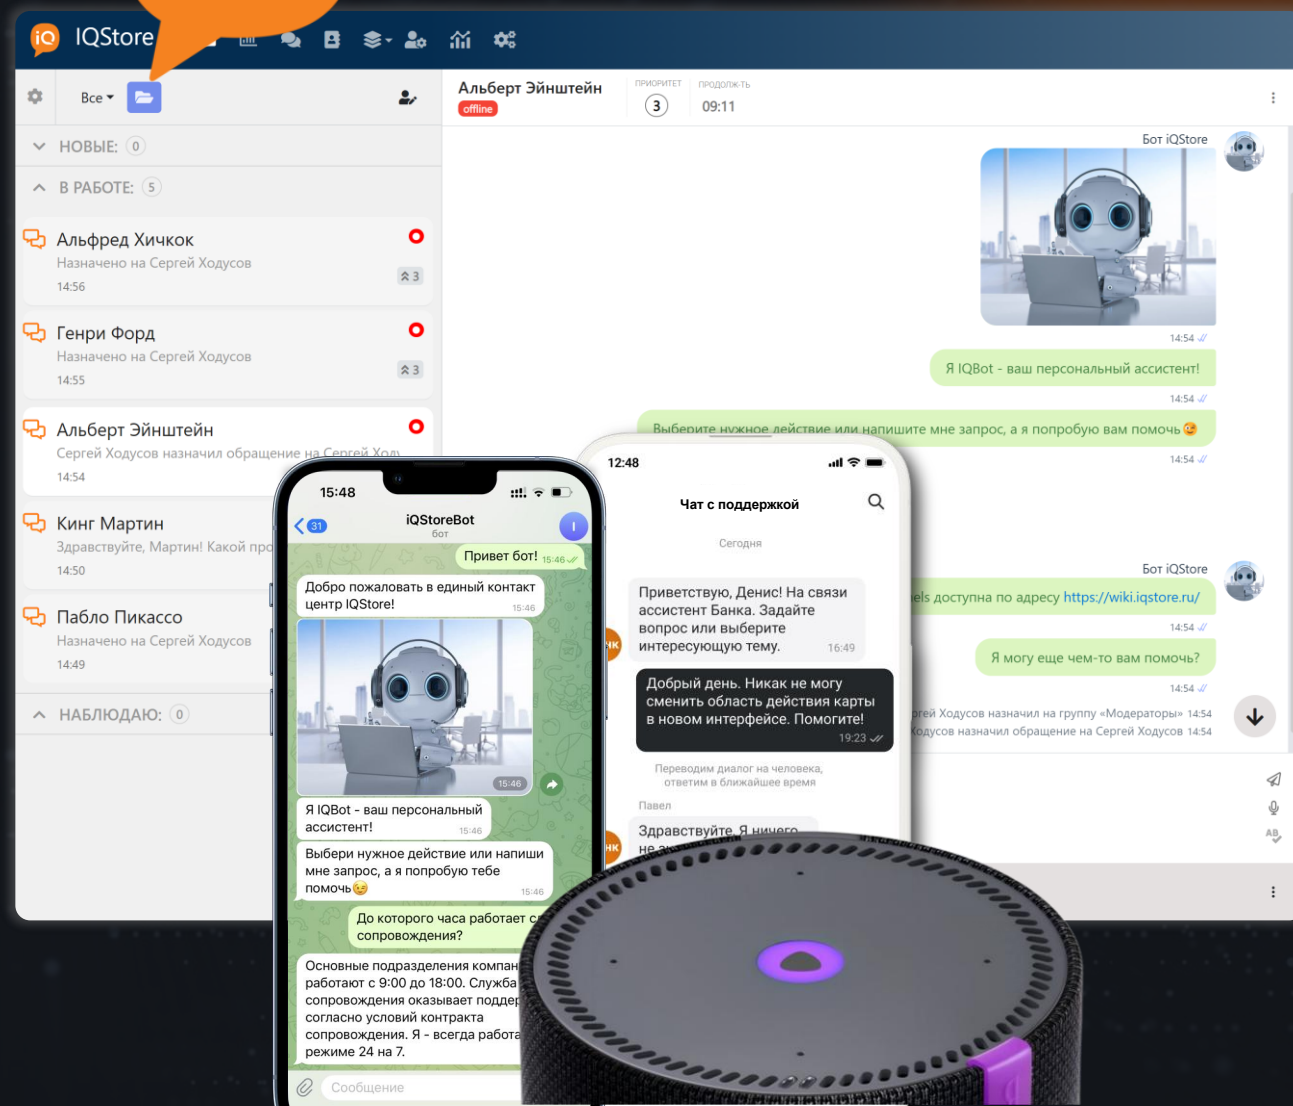 iQ IQStore
Все
НОВЫЕ: 0
В РАБОТЕ: 5
Альфред Хичкок
Назначено на Сергей Ходусов
14:56
3
Генри Форд
Назначено на Сергей Ходусов
14:55
3
Альберт Эйнштейн
Сергей Ходусов назначил обращение на Сергей
14:54
Кинг Мартин
Здравствуйте, Мартин! Какой
14:50
Пабло Пикассо
Назначено на Сергей Ходусов
14:49
НАБЛЮДАЮ: 0
Альберт Эйнштейн
offline
ПРИОРИТЕТ
3
ПРОДОЛЖ-ТЬ
09:11
Бот iQStore
14:54
Я IQBot - ваш персональный ассистент!
14:54
Выберите нужное действие или напишите мне запрос, а я попробую вам помочь
14:54
Бот iQStore
доступна по адресу https://wiki.iqstore.ru/
14:54
Я могу еще чем-то вам помочь?
14:54
Ходусов назначил на группу «Модераторы» 14:54
Ходусов назначил обращение на Сергей Ходусов 14:54
AB
15:48
31
iQStoreBot
бот
I
Привет бот! 15:46
Добро пожаловать в единый контакт
центр IQStore!
15:46
15:46
Я IQBot - ваш персональный
ассистент!
15:46
Выбери нужное действие или напиши
мне запрос, а я попробую тебе
помочь
15:46
До которого часа работает
сопровождения?
Основные подразделения
работают с 9:00 до 18:00. Служба
сопровождения оказывает
согласно условий контракта
сопровождения. Я - всегда
режиме 24 на 7.
Сообщение
12:48
Чат с поддержкой
Сегодня
Приветствую, Денис! На связи
ассистент Банка. Задайте
вопрос или выберите
интересующую тему.
16:49
Добрый день. Никак не могу
сменить область действия карты
в новом интерфейсе. Помогите!
19:23
Переводим диалог на человека,
ответим в ближайшее время
Павел
Здравствуйте. Я ничего
не